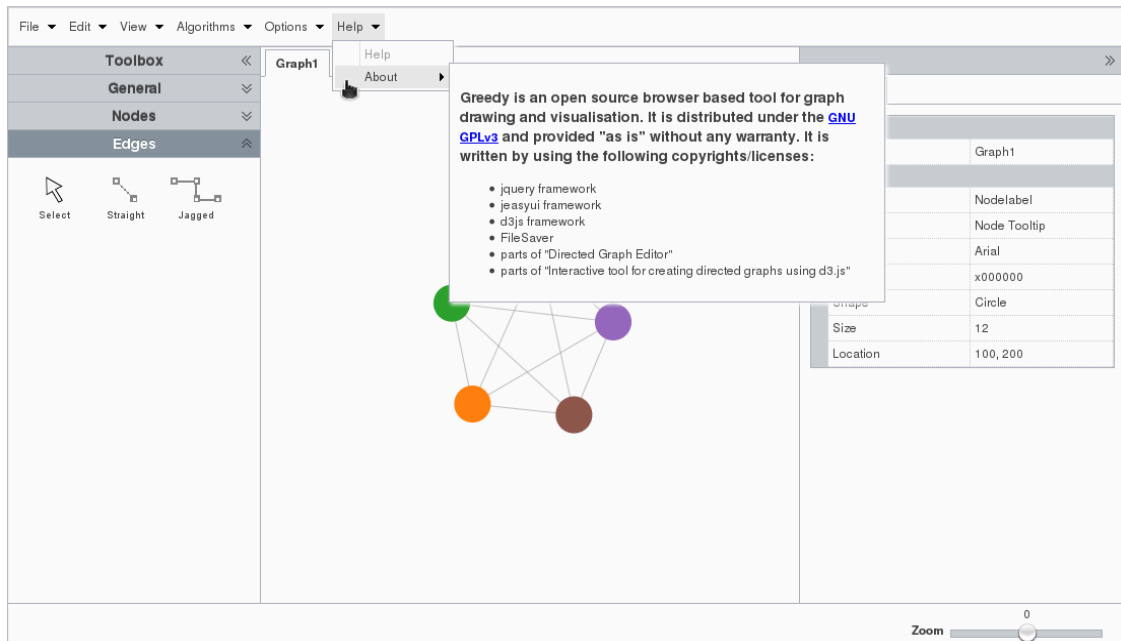 File Edit View Algorithms Options Help
Toolbox
General
Nodes
Edges
Select Straight Jagged
Graph1
Help
About
Greedy is an open source browser based tool for graph
drawing and visualisation. It is distributed under the GNU
GPLv3 and provided "as is" without any warranty. It is
written by using the following copyrights/licenses:
• jquery framework
• jeasyui framework
• d3js framework
• FileSaver
• parts of "Directed Graph Editor"
• parts of "Interactive tool for creating directed graphs using d3.js"
Graph1
Nodelabel
Node Tooltip
Arial
x000000
Shape Circle
Size 12
Location 100, 200
0
Zoom